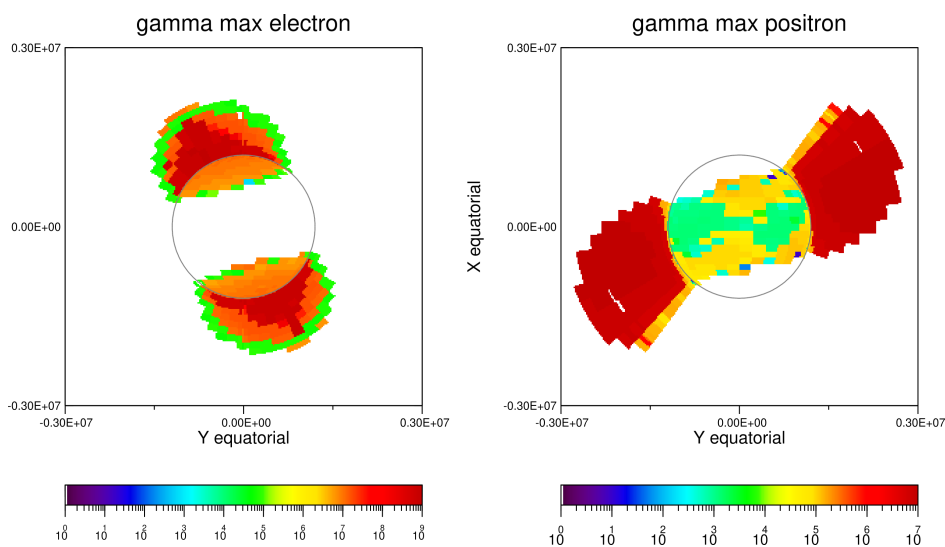 gamma max electron
0.30E+07
0.00E+00
-0.30E+07
-0.30E+07 0.00E+00 0.30E+07
Y equatorial
10^0 10^1 10^2 10^3 10^4 10^5 10^6 10^7 10^8 10^9
gamma max positron
0.30E+07
X equatorial
0.00E+00
-0.30E+07
-0.30E+07 0.00E+00 0.30E+07
Y equatorial
10^0 10^1 10^2 10^3 10^4 10^5 10^6 10^7